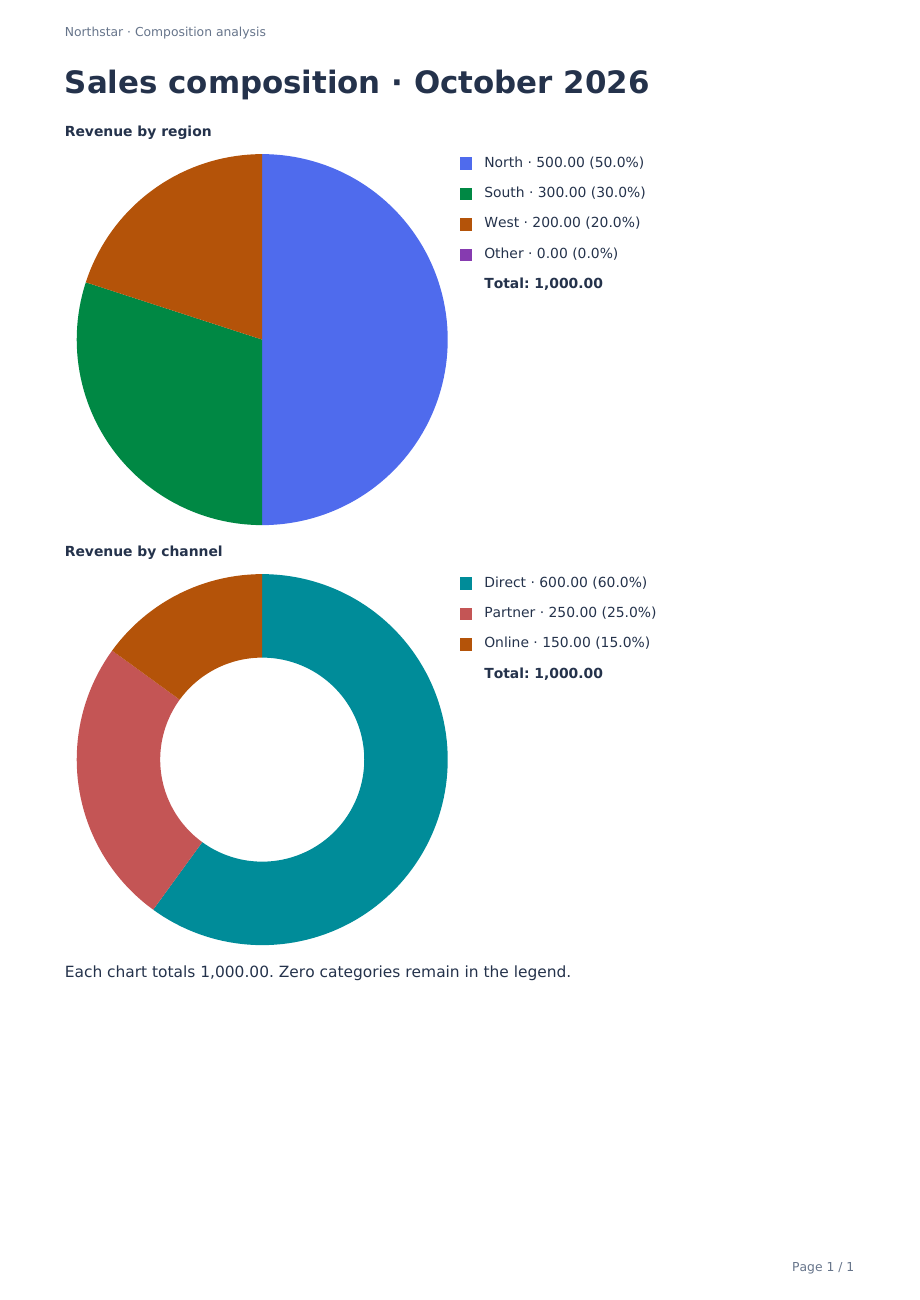 Northstar · Composition analysis
Sales composition · October 2026
Revenue by region
North · 500.00 (50.0%)
South · 300.00 (30.0%)
West · 200.00 (20.0%)
Other · 0.00 (0.0%)
Total: 1,000.00
Revenue by channel
Direct · 600.00 (60.0%)
Partner · 250.00 (25.0%)
Online · 150.00 (15.0%)
Total: 1,000.00
Each chart totals 1,000.00. Zero categories remain in the legend.
Page 1 / 1